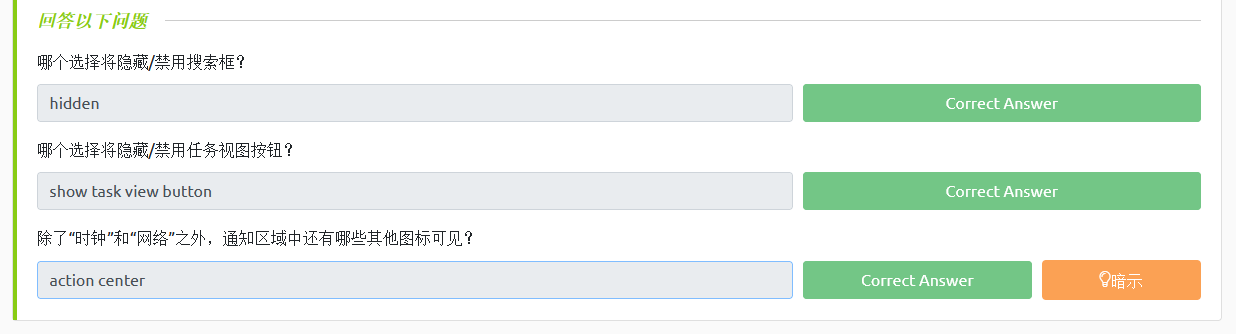 回答以下问题
哪个选择将隐藏/禁用搜索框？
hidden
Correct Answer
哪个选择将隐藏/禁用任务视图按钮？
show task view button
Correct Answer
除了“时钟”和“网络”之外，通知区域中还有哪些其他图标可见？
action center
Correct Answer
暗示